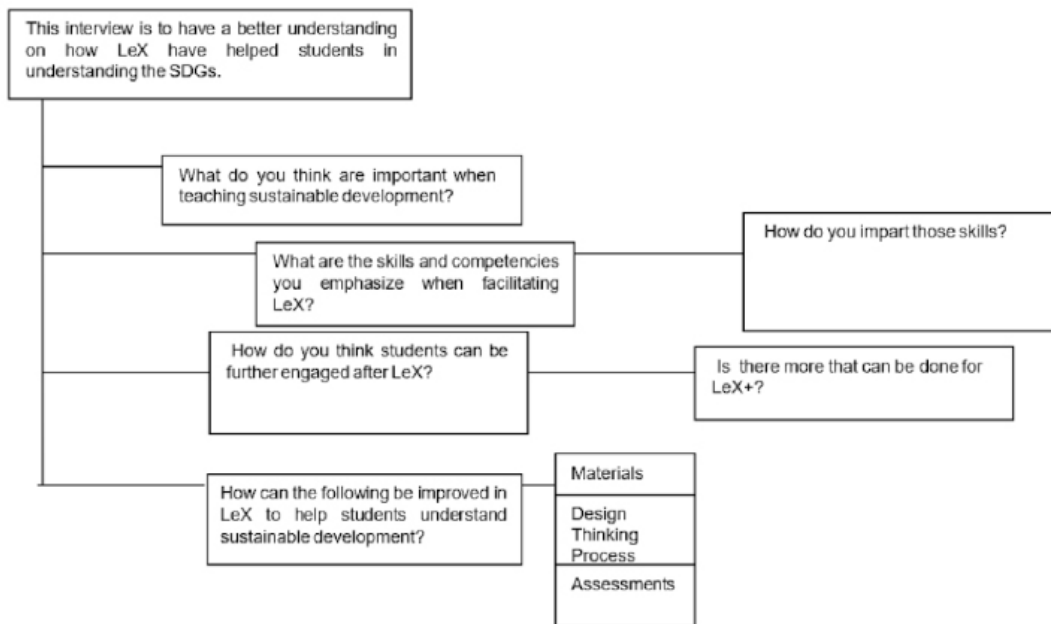 This interview is to have a better understanding
on how LeX have helped students in
understanding the SDGs.
What do you think are important when
teaching sustainable development?
What are the skills and competencies
you emphasize when facilitating
LeX?
How do you impart those skills?
How do you think students can be
further engaged after LeX?
Is there more that can be done for
LeX+?
How can the following be improved in
LeX to help students understand
sustainable development?
Materials
Design
Thinking
Process
Assessments